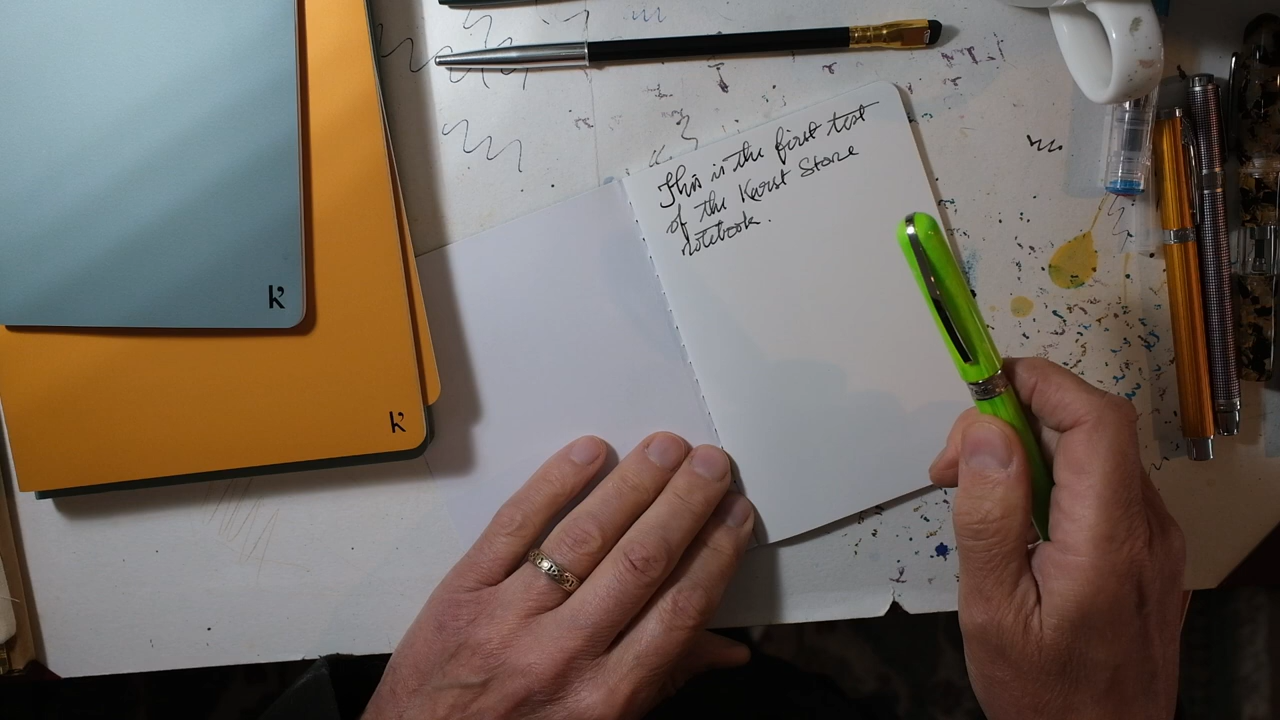 This is the first test
of the Karst Stone
notebook.
k
k